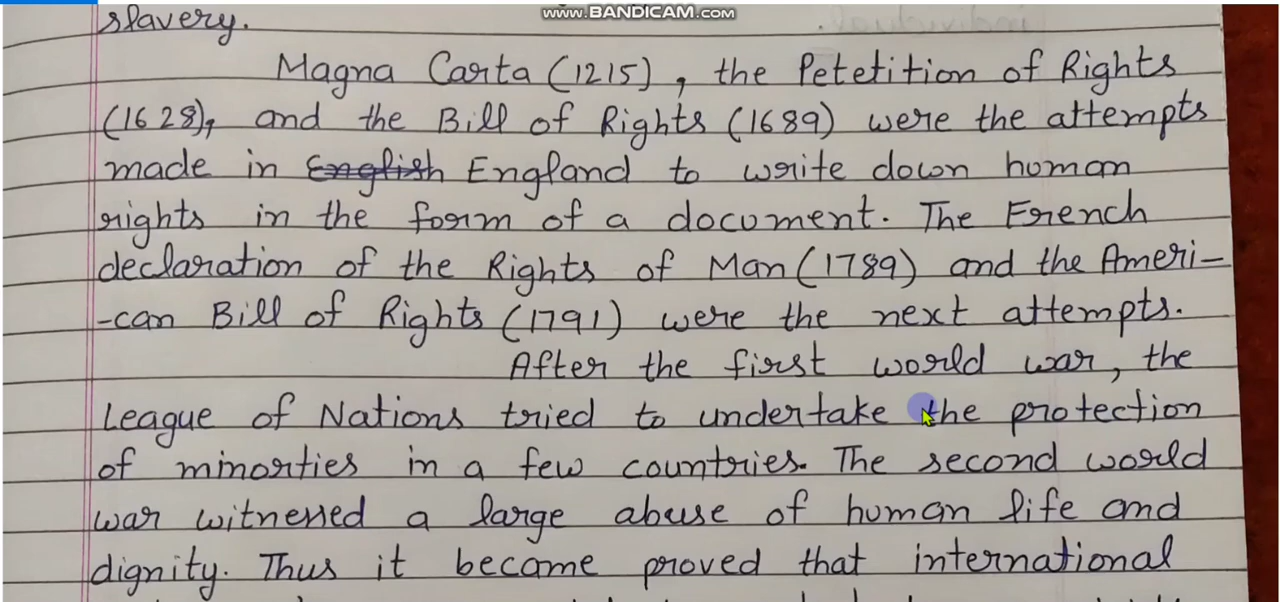 www.BANDICAM.com
slavery.
Magna Carta (1215), the Petetition of Rights
(1628), and the Bill of Rights (1689) were the attempts
made in English England to write down human
rights in the form of a document. The French
declaration of the Rights of Man (1789) and the Ameri-
-can Bill of Rights (1791) were the next attempts.
After the first world war, the
League of Nations tried to undertake the protection
of minorties in a few countries. The second world
war witnessed a large abuse of human life and
dignity. Thus it became proved that international